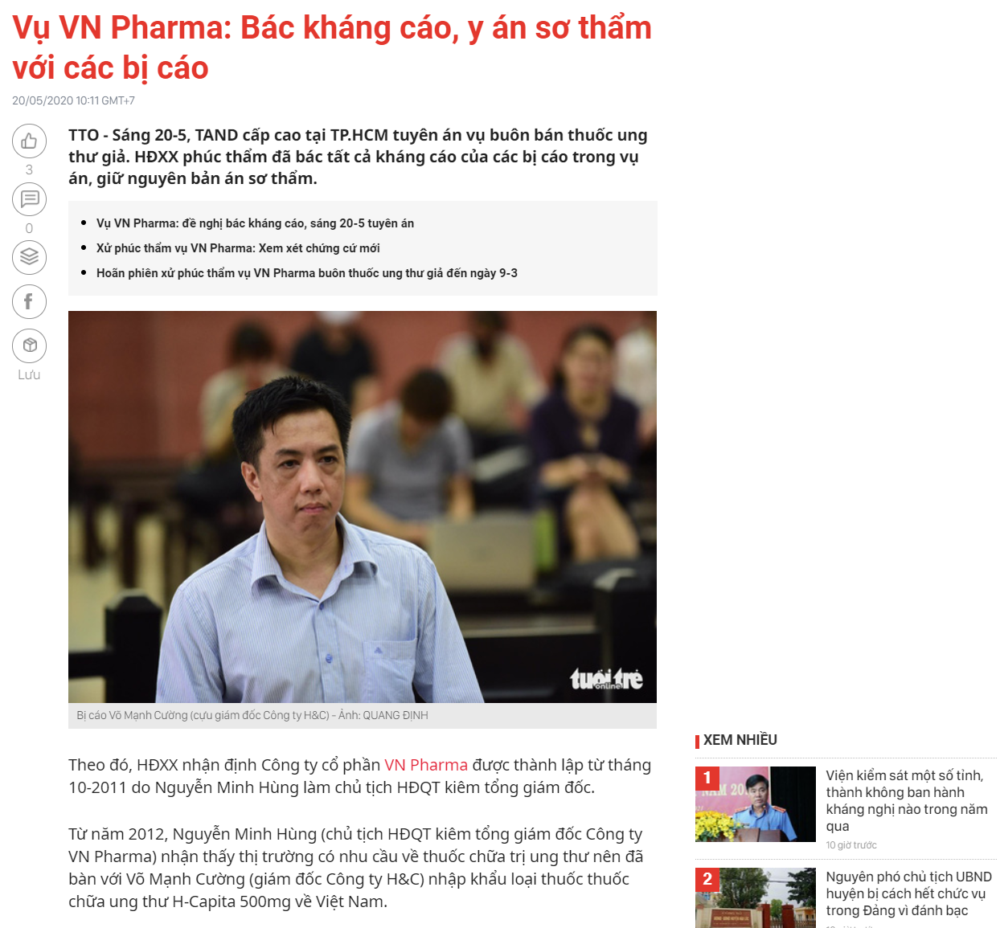 Vụ VN Pharma: Bác kháng cáo, y án sơ thẩm
với các bị cáo
20/05/2020 10:11 GMT+7
3
0
Lưu
TTO - Sáng 20-5, TAND cấp cao tại TP.HCM tuyên án vụ buôn bán thuốc ung
thư giả. HĐXX phúc thẩm đã bác tất cả kháng cáo của các bị cáo trong vụ
án, giữ nguyên bản án sơ thẩm.
Vụ VN Pharma: đề nghị bác kháng cáo, sáng 20-5 tuyên án
Xử phúc thẩm vụ VN Pharma: Xem xét chứng cứ mới
Hoãn phiên xử phúc thẩm vụ VN Pharma buôn thuốc ung thư giả đến ngày 9-3
tuổi trẻ
online
Bị cáo Võ Mạnh Cường (cựu giám đốc Công ty H&C) - Ảnh: QUANG ĐỊNH
Theo đó, HĐXX nhận định Công ty cổ phần VN Pharma được thành lập từ tháng
10-2011 do Nguyễn Minh Hùng làm chủ tịch HĐQT kiêm tổng giám đốc.
Từ năm 2012, Nguyễn Minh Hùng (chủ tịch HĐQT kiêm tổng giám đốc Công ty
VN Pharma) nhận thấy thị trường có nhu cầu về thuốc chữa trị ung thư nên đã
bàn với Võ Mạnh Cường (giám đốc Công ty H&C) nhập khẩu loại thuốc thuốc
chữa ung thư H-Capita 500mg về Việt Nam.
XEM NHIỀU
1
Viện kiểm sát một số tỉnh,
thành không ban hành
kháng nghị nào trong năm
qua
10 giờ trước
2
Nguyên phó chủ tịch UBND
huyện bị cách hết chức vụ
trong Đảng vì đánh bạc